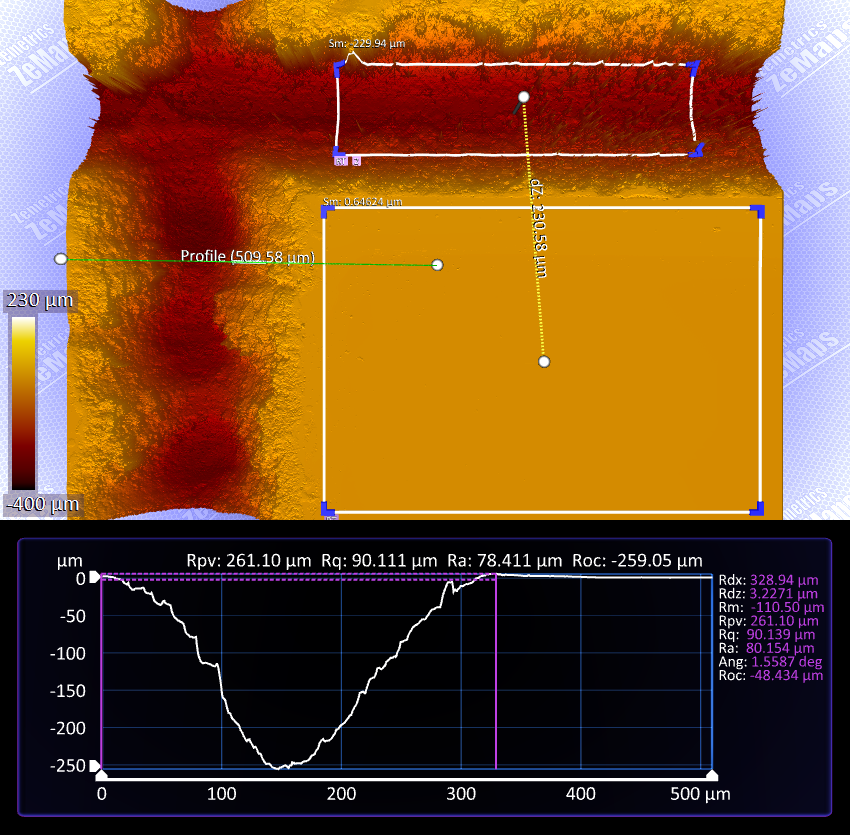 Sm: -229.94 µm
dZ: 230.58 µm
Sm: 0.64624 µm
Profile (509.58 µm)
230 µm
-400 µm
ZeMaps
ZeMaps
ZeMaps
µm
Rpv: 261.10 µm Rq: 90.111 µm Ra: 78.411 µm Roc: -259.05 µm
0
-50
-100
-150
-200
-250
0 100 200 300 400 500 µm
Rdx: 328.94 µm
Rdz: 3.2271 µm
Rm: -110.50 µm
Rpv: 261.10 µm
Rq: 90.139 µm
Ra: 80.154 µm
Ang: 1.5587 deg
Roc: -48.434 µm